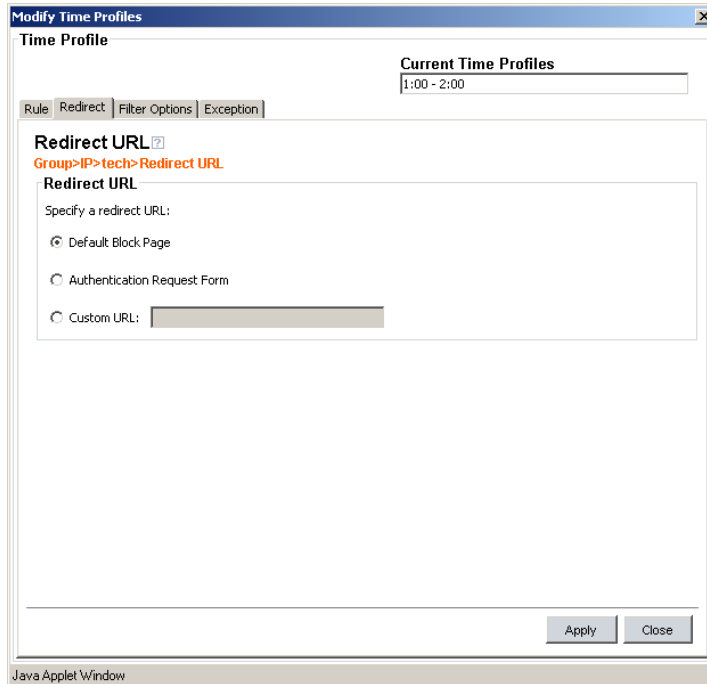 Modify Time Profiles
Time Profile
Current Time Profiles
1:00 - 2:00
Rule Redirect Filter Options Exception
Redirect URL ?
Group>IP>tech>Redirect URL
Redirect URL
Specify a redirect URL:
Default Block Page
Authentication Request Form
Custom URL:
Apply Close
Java Applet Window